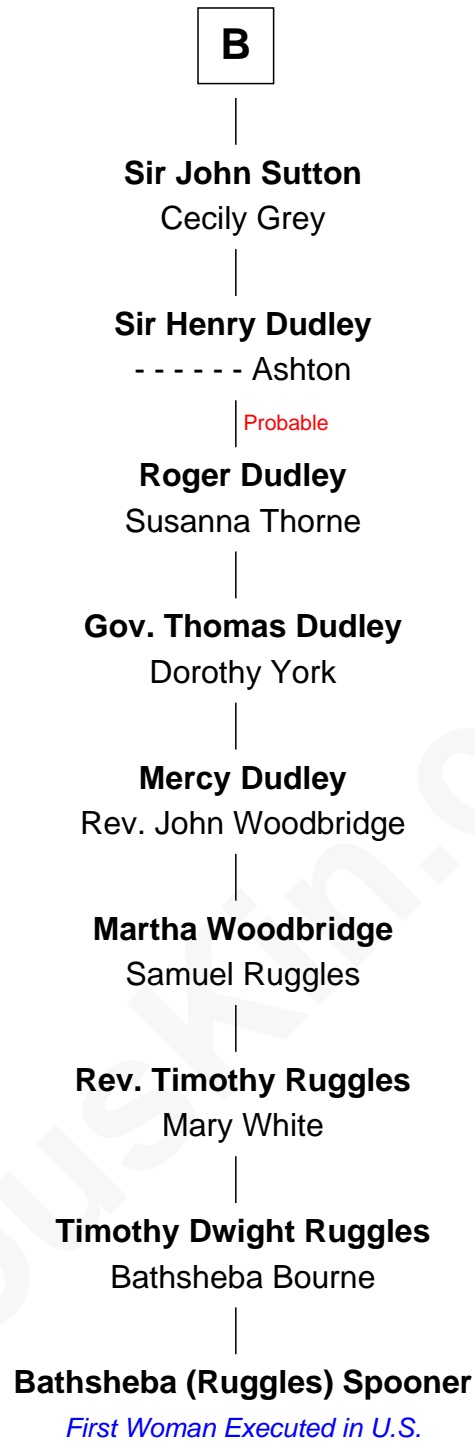 B
Sir John Sutton
Cecily Grey
Sir Henry Dudley
- - - - - - Ashton
Probable
Roger Dudley
Susanna Thorne
Gov. Thomas Dudley
Dorothy York
Mercy Dudley
Rev. John Woodbridge
Martha Woodbridge
Samuel Ruggles
Rev. Timothy Ruggles
Mary White
Timothy Dwight Ruggles
Bathsheba Bourne
Bathsheba (Ruggles) Spooner
First Woman Executed in U.S.